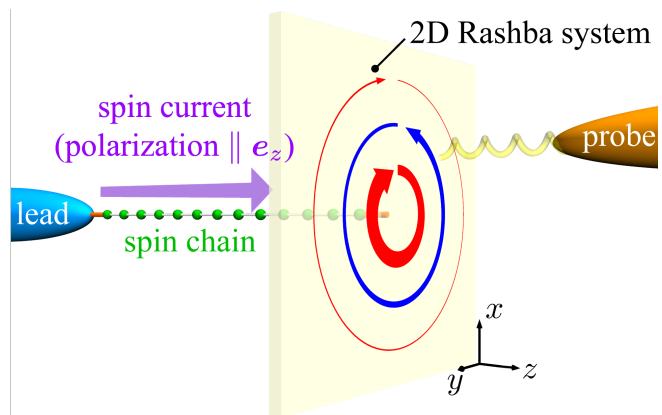 2D Rashba system
spin current
(polarization ∥ e_z)
probe
lead
spin chain
x
y
z